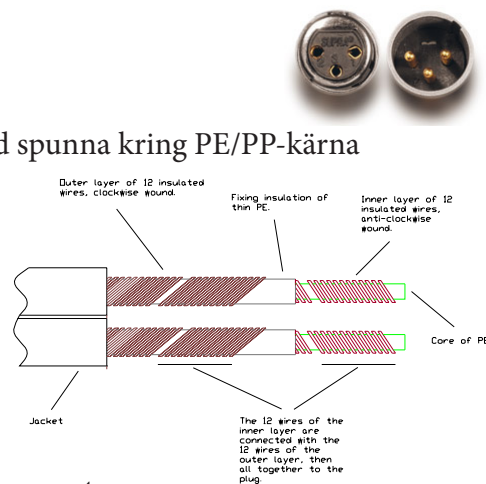 SUPRA
d spunna kring PE/PP-kärna
Outer layer of 12 insulated
wires, clockwise wound.
Fixing insulation of
thin PE.
Inner layer of 12
insulated wires,
anti-clockwise
wound.
Core of PE
Jacket
The 12 wires of the
inner layer are
connected with the
12 wires of the
outer layer, then
all together to the
plug.